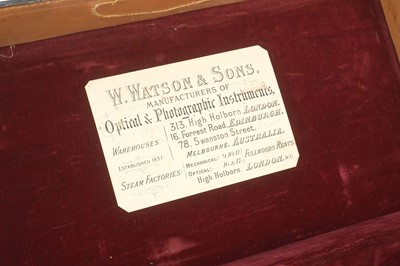 W. WATSON & SONS.
MANUFACTURERS OF
Optical & Photographic Instruments,
WAREHOUSES
313, High Holborn, LONDON.
16, Forrest Road, EDINBURGH.
78, Swanston Street,
MELBOURNE, AUSTRALIA.
ESTABLISHED 1837.
STEAM FACTORIES
MECHANICAL:
OPTICAL:
FULLWOODS RENTS
High Holborn, LONDON. W.C.